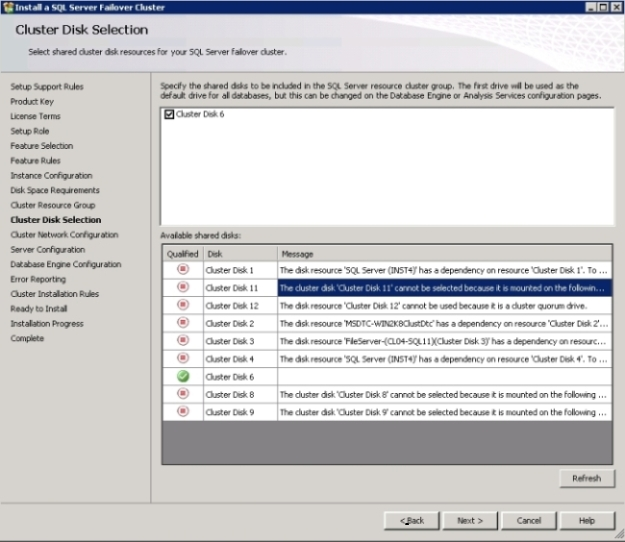 Install a SQL Server Failover Cluster
Cluster Disk Selection
Select shared cluster disk resources for your SQL Server failover cluster.
Setup Support Rules
Product Key
License Terms
Setup Role
Feature Selection
Feature Rules
Instance Configuration
Disk Space Requirements
Cluster Resource Group
Cluster Disk Selection
Cluster Network Configuration
Server Configuration
Database Engine Configuration
Error Reporting
Cluster Installation Rules
Ready to Install
Installation Progress
Complete
Specify the shared disks to be included in the SQL Server resource cluster group. The first drive will be used as the
default drive for all databases, but this can be changed on the Database Engine or Analysis Services configuration pages.
Cluster Disk 6
Available shared disks:
Qualified Disk Message
Cluster Disk 1 The disk resource 'SQL Server (INST4)' has a dependency on resource 'Cluster Disk 1'. To ...
Cluster Disk 11 The cluster disk 'Cluster Disk 11' cannot be selected because it is mounted on the followin...
Cluster Disk 12 The disk resource 'Cluster Disk 12' cannot be used because it is a cluster quorum drive.
Cluster Disk 2 The disk resource 'MSDTC-WIN2K8ClustDtc' has a dependency on resource 'Cluster Disk 2'...
Cluster Disk 3 The disk resource 'FileServer-(CL04-SQL11)(Cluster Disk 3)' has a dependency on resourc...
Cluster Disk 4 The disk resource 'SQL Server (INST4)' has a dependency on resource 'Cluster Disk 4'. To ...
Cluster Disk 6
Cluster Disk 8 The cluster disk 'Cluster Disk 8' cannot be selected because it is mounted on the following ...
Cluster Disk 9 The cluster disk 'Cluster Disk 9' cannot be selected because it is mounted on the following ...
Refresh
< Back Next > Cancel Help